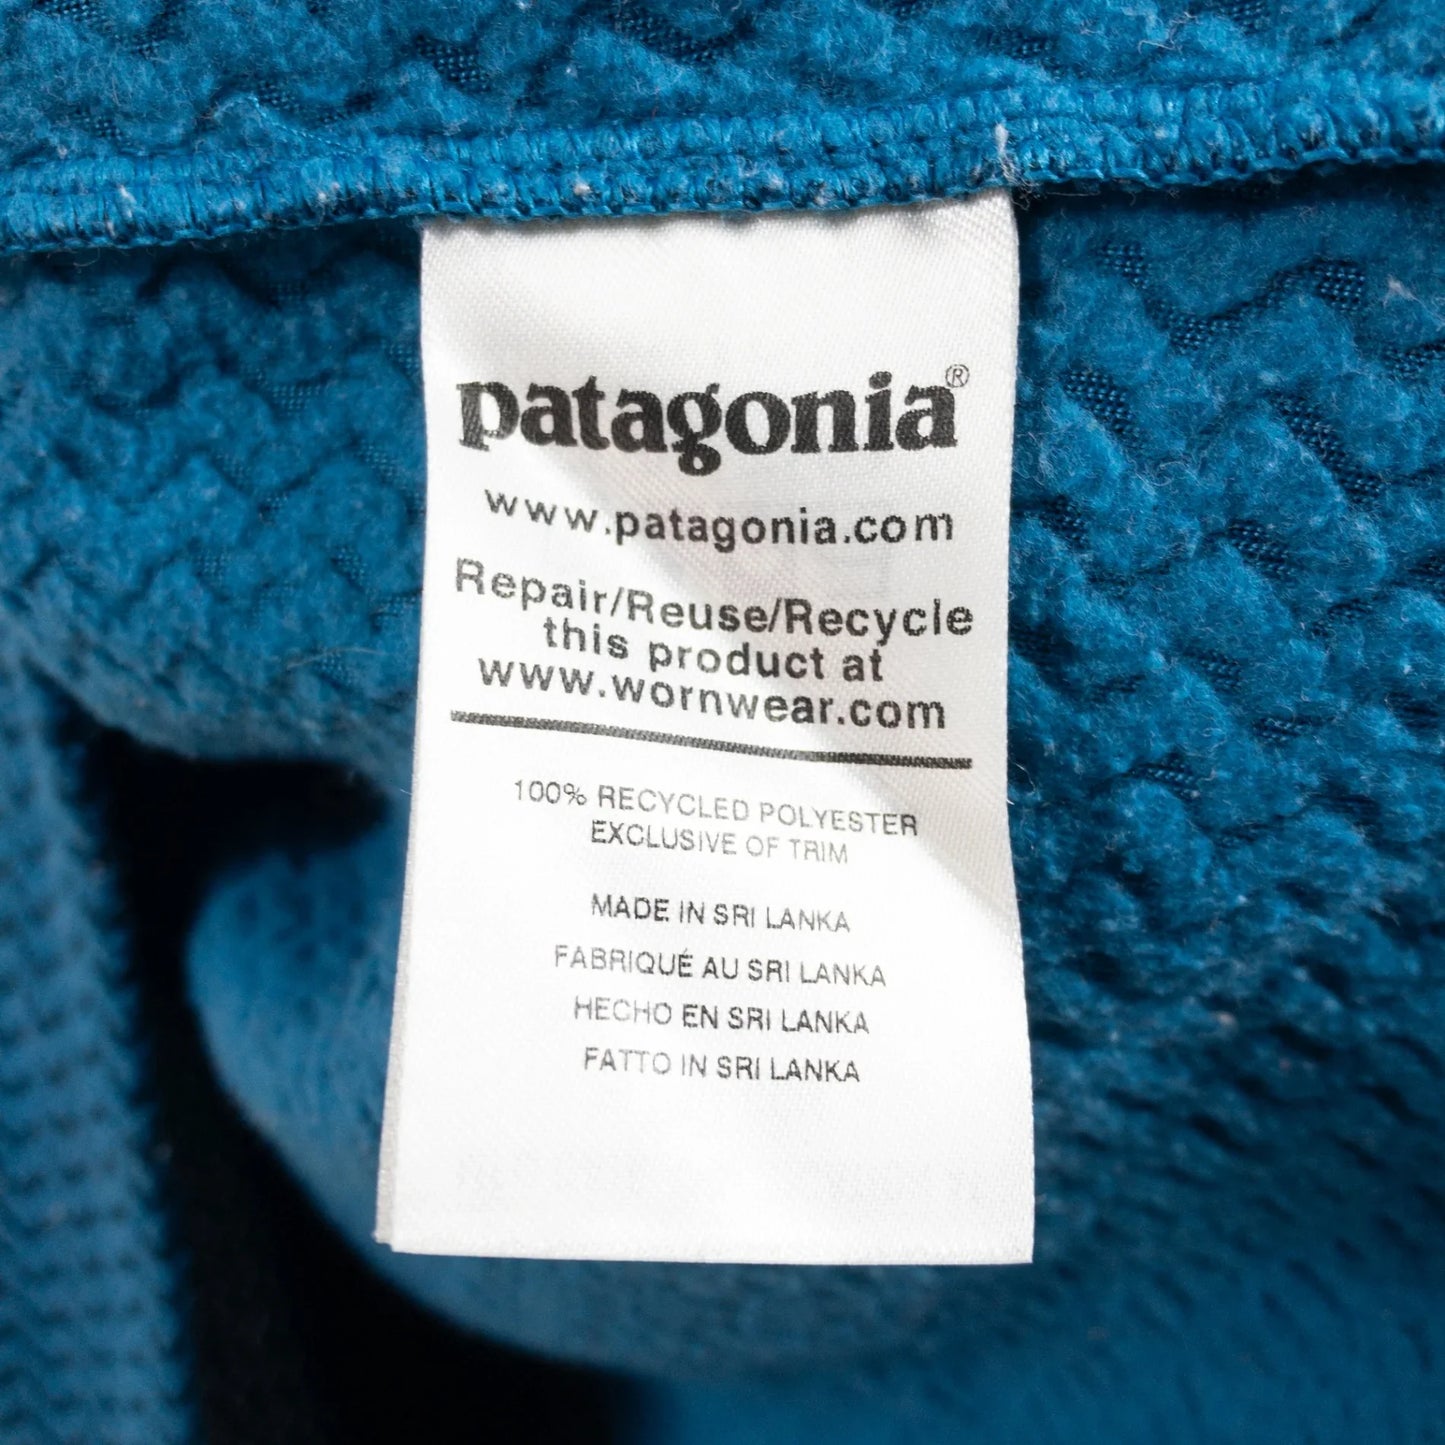 patagonia®
www.patagonia.com
Repair/Reuse/Recycle
this product at
www.wornwear.com
100% RECYCLED POLYESTER
EXCLUSIVE OF TRIM
MADE IN SRI LANKA
FABRIQUÉ AU SRI LANKA
HECHO EN SRI LANKA
FATTO IN SRI LANKA